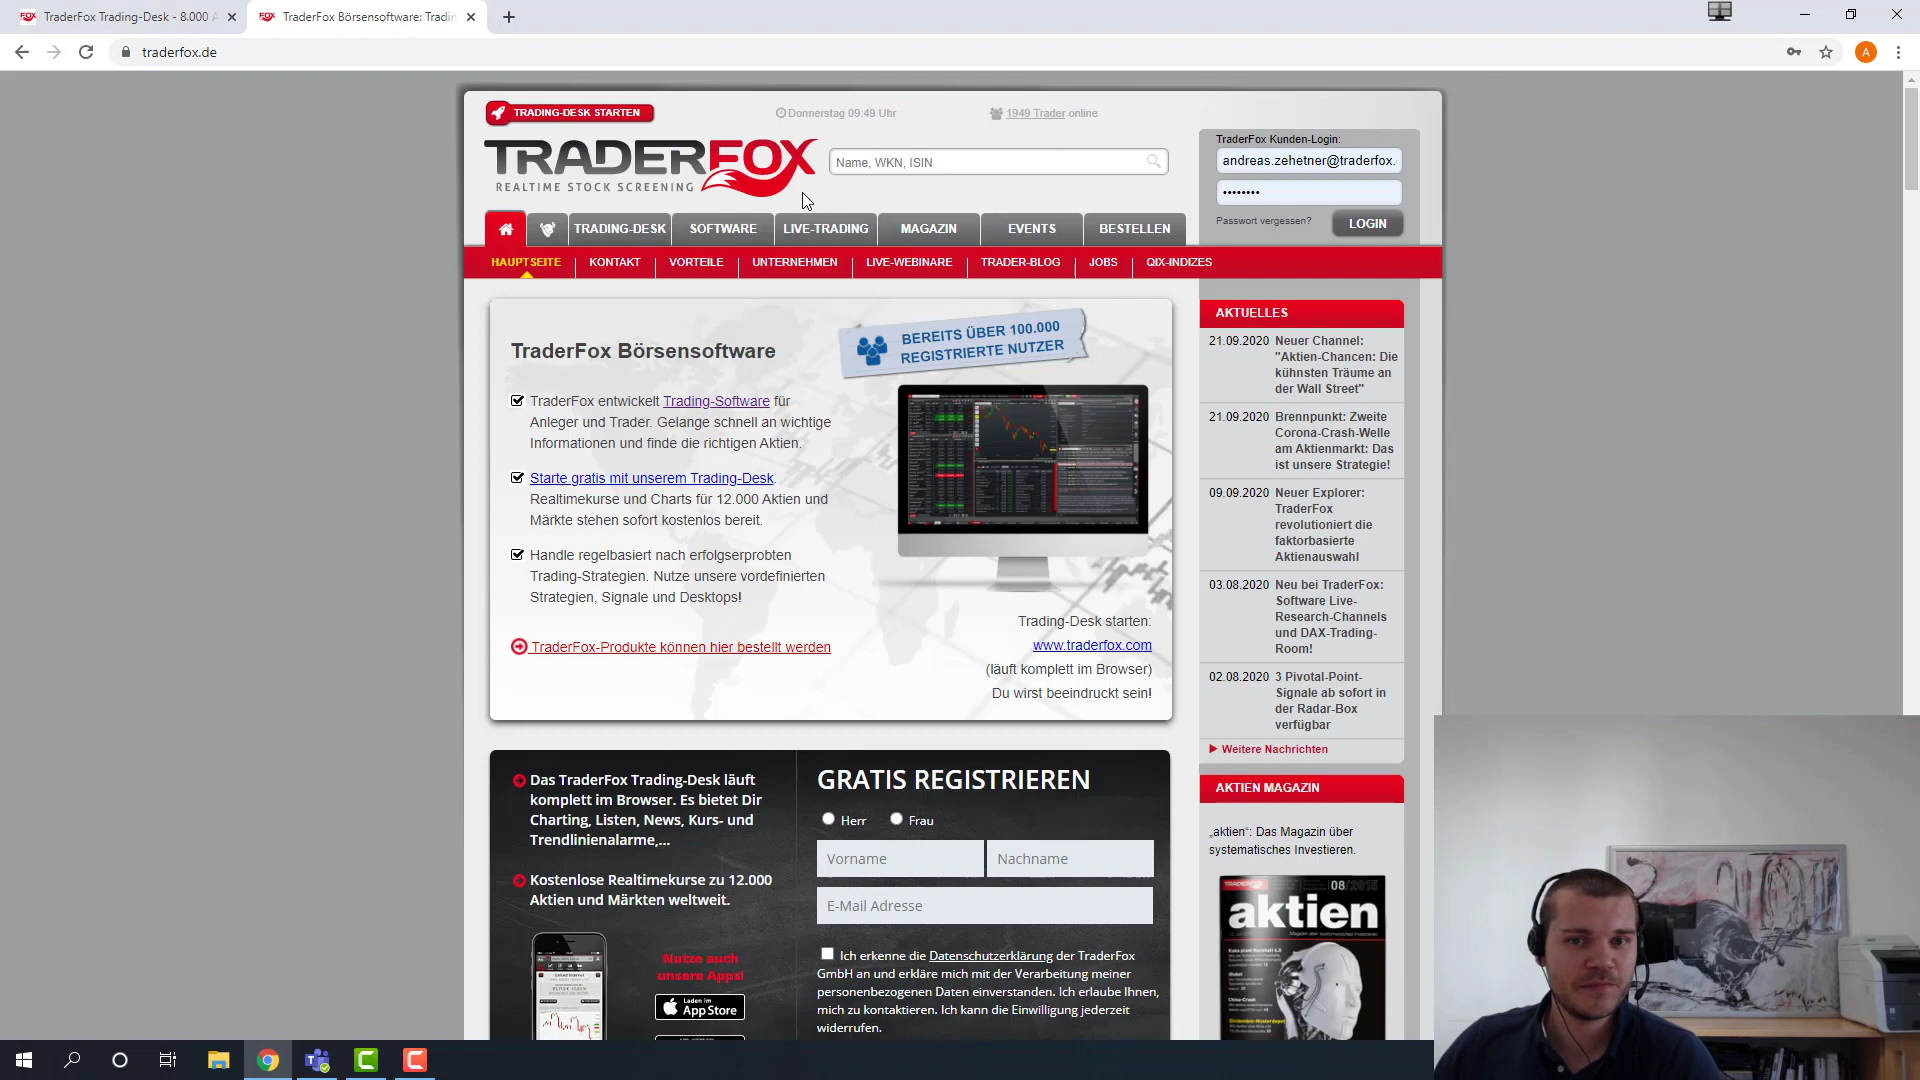 TraderFox Trading-Desk - 8.000 A
TraderFox Börsensoftware: Tradin
traderfox.de
A
TRADING-DESK STARTEN
Donnerstag 09:49 Uhr
1949 Trader online
TRADERFOX
REALTIME STOCK SCREENING
Name, WKN, ISIN
TraderFox Kunden-Login:
andreas.zehetner@traderfox.
••••••••
Passwort vergessen?
LOGIN
TRADING-DESK
SOFTWARE
LIVE-TRADING
MAGAZIN
EVENTS
BESTELLEN
HAUPTSEITE
KONTAKT
VORTEILE
UNTERNEHMEN
LIVE-WEBINARE
TRADER-BLOG
JOBS
QIX-INDIZES
TraderFox Börsensoftware
BEREITS ÜBER 100.000
REGISTRIERTE NUTZER
TraderFox entwickelt Trading-Software für
Anleger und Trader. Gelange schnell an wichtige
Informationen und finde die richtigen Aktien.
Starte gratis mit unserem Trading-Desk.
Realtimekurse und Charts für 12.000 Aktien und
Märkte stehen sofort kostenlos bereit.
Handle regelbasiert nach erfolgserprobten
Trading-Strategien. Nutze unsere vordefinierten
Strategien, Signale und Desktops!
TraderFox-Produkte können hier bestellt werden
Trading-Desk starten:
www.traderfox.com
(läuft komplett im Browser)
Du wirst beeindruckt sein!
AKTUELLES
21.09.2020 Neuer Channel:
"Aktien-Chancen: Die
kühnsten Träume an
der Wall Street"
21.09.2020 Brennpunkt: Zweite
Corona-Crash-Welle
am Aktienmarkt: Das
ist unsere Strategie!
09.09.2020 Neuer Explorer:
TraderFox
revolutioniert die
faktorbasierte
Aktienauswahl
03.08.2020 Neu bei TraderFox:
Software Live-
Research-Channels
und DAX-Trading-
Room!
02.08.2020 3 Pivotal-Point-
Signale ab sofort in
der Radar-Box
verfügbar
Weitere Nachrichten
AKTIEN MAGAZIN
„aktien“: Das Magazin über
systematisches Investieren.
08/2015
aktien
Das TraderFox Trading-Desk läuft
komplett im Browser. Es bietet Dir
Charting, Listen, News, Kurs- und
Trendlinienalarme,...
Kostenlose Realtimekurse zu 12.000
Aktien und Märkten weltweit.
Nutze auch
unsere Apps!
Laden im
App Store
GRATIS REGISTRIEREN
Herr
Frau
Vorname
Nachname
E-Mail Adresse
Ich erkenne die Datenschutzerklärung der TraderFox
GmbH an und erkläre mich mit der Verarbeitung meiner
personenbezogenen Daten einverstanden. Ich erlaube Ihnen,
mich zu kontaktieren. Ich kann die Einwilligung jederzeit
widerrufen.